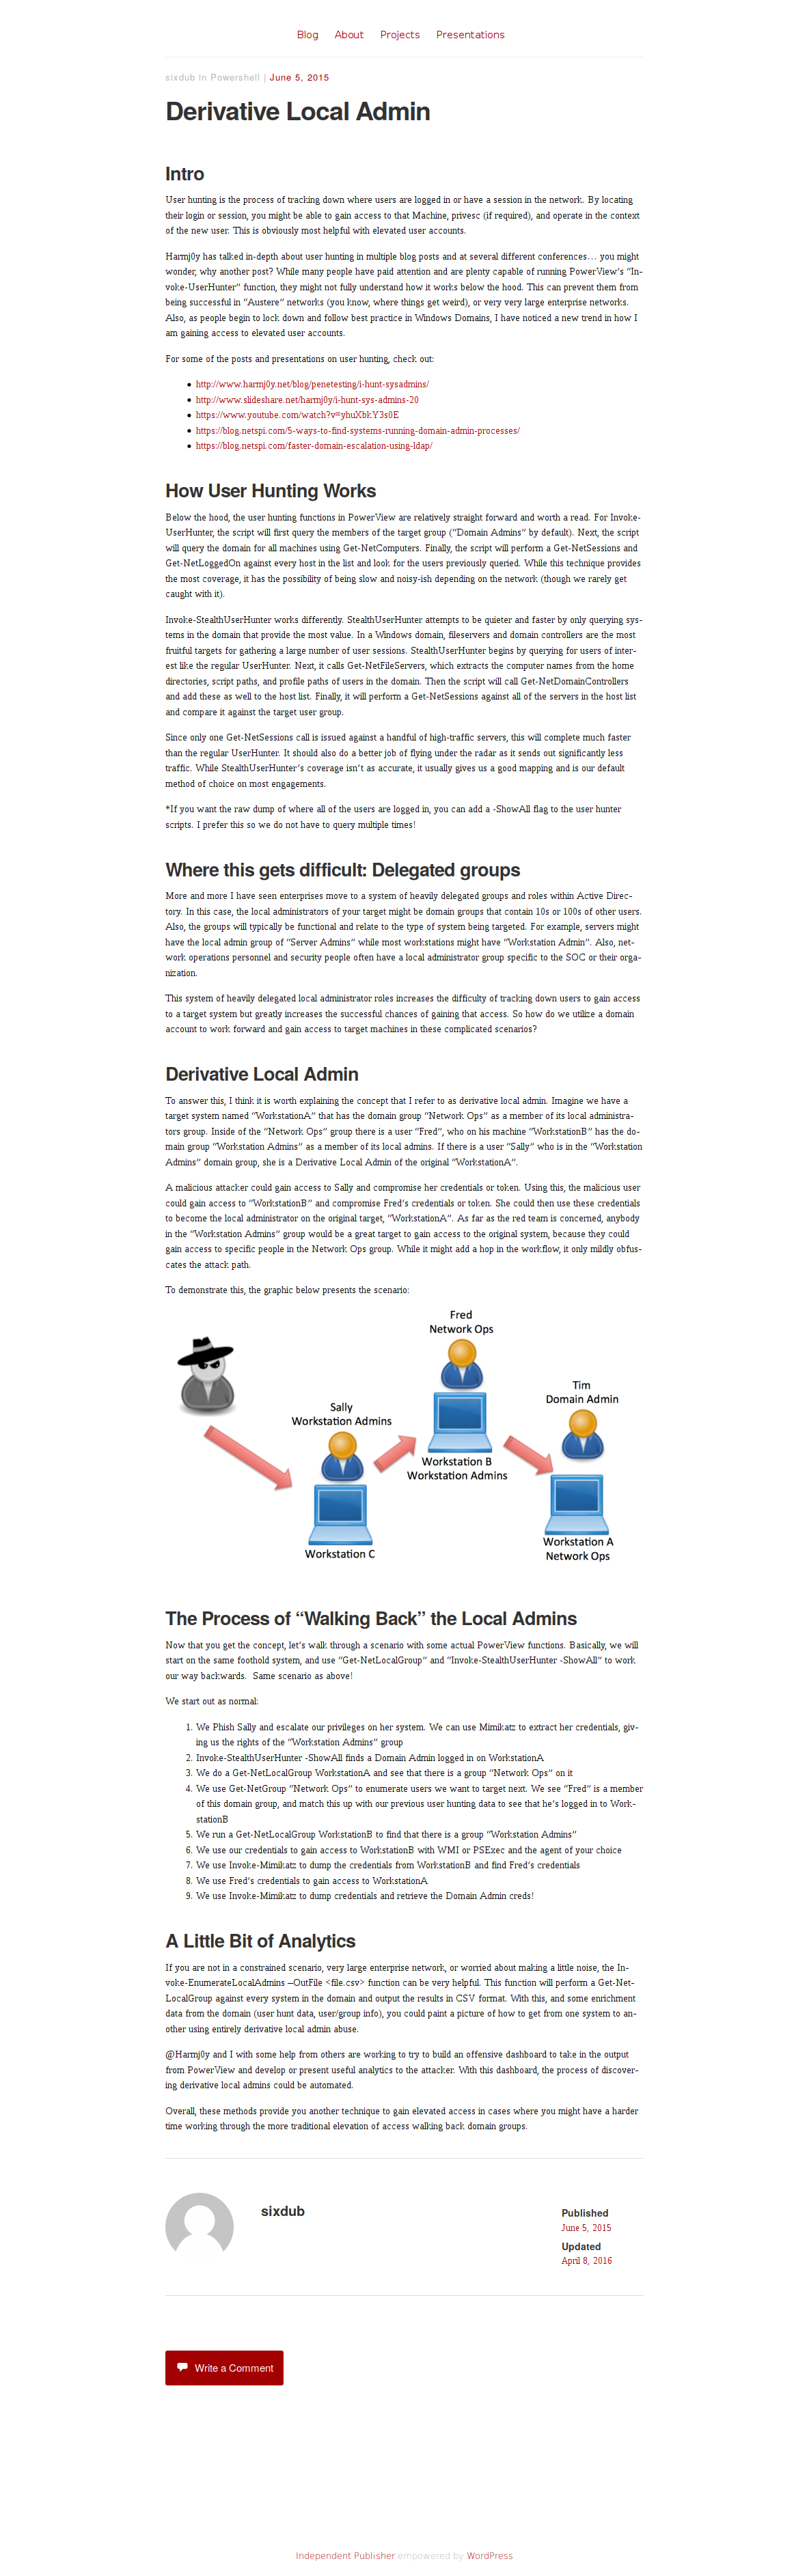 Blog About Projects Presentations
sixdub in Powershell | June 5, 2015
Derivative Local Admin
Intro
User hunting is the process of tracking down where users are logged in or have a session in the network. By locating
their login or session, you might be able to gain access to that Machine, privesc (if required), and operate in the context
of the new user. This is obviously most helpful with elevated user accounts.
Harmj0y has talked in-depth about user hunting in multiple blog posts and at several different conferences… you might
wonder, why another post? While many people have paid attention and are plenty capable of running PowerView's "In-
voke-UserHunter" function, they might not fully understand how it works below the hood. This can prevent them from
being successful in "Austere" networks (you know, where things get weird), or very very large enterprise networks.
Also, as people begin to lock down and follow best practice in Windows Domains, I have noticed a new trend in how I
am gaining access to elevated user accounts.
For some of the posts and presentations on user hunting, check out:
● http://www.harmj0y.net/blog/penetesting/i-hunt-sysadmins/
● http://www.slideshare.net/harmj0y/i-hunt-sys-admins-20
● https://www.youtube.com/watch?v=yhuXbkY3s0E
● https://blog.netspi.com/5-ways-to-find-systems-running-domain-admin-processes/
● https://blog.netspi.com/faster-domain-escalation-using-ldap/
How User Hunting Works
Below the hood, the user hunting functions in PowerView are relatively straight forward and worth a read. For Invoke-
UserHunter, the script will first query the members of the target group ("Domain Admins" by default). Next, the script
will query the domain for all machines using Get-NetComputers. Finally, the script will perform a Get-NetSessions and
Get-NetLoggedOn against every host in the list and look for the users previously queried. While this technique provides
the most coverage, it has the possibility of being slow and noisy-ish depending on the network (though we rarely get
caught with it).
Invoke-StealthUserHunter works differently. StealthUserHunter attempts to be quieter and faster by only querying sys-
tems in the domain that provide the most value. In a Windows domain, fileservers and domain controllers are the most
fruitful targets for gathering a large number of user sessions. StealthUserHunter begins by querying for users of inter-
est like the regular UserHunter. Next, it calls Get-NetFileServers, which extracts the computer names from the home
directories, script paths, and profile paths of users in the domain. Then the script will call Get-NetDomainControllers
and add these as well to the host list. Finally, it will perform a Get-NetSessions against all of the servers in the host list
and compare it against the target user group.
Since only one Get-NetSessions call is issued against a handful of high-traffic servers, this will complete much faster
than the regular UserHunter. It should also do a better job of flying under the radar as it sends out significantly less
traffic. While StealthUserHunter's coverage isn't as accurate, it usually gives us a good mapping and is our default
method of choice on most engagements.
*If you want the raw dump of where all of the users are logged in, you can add a -ShowAll flag to the user hunter
scripts. I prefer this so we do not have to query multiple times!
Where this gets difficult: Delegated groups
More and more I have seen enterprises move to a system of heavily delegated groups and roles within Active Direc-
tory. In this case, the local administrators of your target might be domain groups that contain 10s or 100s of other users.
Also, the groups will typically be functional and relate to the type of system being targeted. For example, servers might
have the local admin group of "Server Admins" while most workstations might have "Workstation Admin". Also, net-
work operations personnel and security people often have a local administrator group specific to the SOC or their orga-
nization.
This system of heavily delegated local administrator roles increases the difficulty of tracking down users to gain access
to a target system but greatly increases the successful chances of gaining that access. So how do we utilize a domain
account to work forward and gain access to target machines in these complicated scenarios?
Derivative Local Admin
To answer this, I think it is worth explaining the concept that I refer to as derivative local admin. Imagine we have a
target system named "WorkstationA" that has the domain group "Network Ops" as a member of its local administra-
tors group. Inside of the "Network Ops" group there is a user "Fred", who on his machine "WorkstationB" has the do-
main group "Workstation Admins" as a member of its local admins. If there is a user "Sally" who is in the "Workstation
Admins" domain group, she is a Derivative Local Admin of the original "WorkstationA".
A malicious attacker could gain access to Sally and compromise her credentials or token. Using this, the malicious user
could gain access to "WorkstationB" and compromise Fred's credentials or token. She could then use these credentials
to become the local administrator on the original target, "WorkstationA". As far as the red team is concerned, anybody
in the "Workstation Admins" group would be a great target to gain access to the original system, because they could
gain access to specific people in the Network Ops group. While it might add a hop in the workflow, it only mildly obfus-
cates the attack path.
To demonstrate this, the graphic below presents the scenario:
Fred
Network Ops
Tim
Domain Admin
Sally
Workstation Admins
Workstation B
Workstation Admins
Workstation C
Workstation A
Network Ops
The Process of "Walking Back" the Local Admins
Now that you get the concept, let's walk through a scenario with some actual PowerView functions. Basically, we will
start on the same foothold system, and use "Get-NetLocalGroup" and "Invoke-StealthUserHunter -ShowAll" to work
our way backwards. Same scenario as above!
We start out as normal:
1. We Phish Sally and escalate our privileges on her system. We can use Mimikatz to extract her credentials, giv-
ing us the rights of the "Workstation Admins" group
2. Invoke-StealthUserHunter -ShowAll finds a Domain Admin logged in on WorkstationA
3. We do a Get-NetLocalGroup WorkstationA and see that there is a group "Network Ops" on it
4. We use Get-NetGroup "Network Ops" to enumerate users we want to target next. We see "Fred" is a member
of this domain group, and match this up with our previous user hunting data to see that he's logged in to Work-
stationB
5. We run a Get-NetLocalGroup WorkstationB to find that there is a group "Workstation Admins"
6. We use our credentials to gain access to WorkstationB with WMI or PSExec and the agent of your choice
7. We use Invoke-Mimikatz to dump the credentials from WorkstationB and find Fred's credentials
8. We use Fred's credentials to gain access to WorkstationA
9. We use Invoke-Mimikatz to dump credentials and retrieve the Domain Admin creds!
A Little Bit of Analytics
If you are not in a constrained scenario, very large enterprise network, or worried about making a little noise, the In-
voke-EnumerateLocalAdmins –OutFile <file.csv> function can be very helpful. This function will perform a Get-Net-
LocalGroup against every system in the domain and output the results in CSV format. With this, and some enrichment
data from the domain (user hunt data, user/group info), you could paint a picture of how to get from one system to an-
other using entirely derivative local admin abuse.
@Harmj0y and I with some help from others are working to try to build an offensive dashboard to take in the output
from PowerView and develop or present useful analytics to the attacker. With this dashboard, the process of discover-
ing derivative local admins could be automated.
Overall, these methods provide you another technique to gain elevated access in cases where you might have a harder
time working through the more traditional elevation of access walking back domain groups.
sixdub
Published
June 5, 2015
Updated
April 8, 2016
Write a Comment
Independent Publisher empowered by WordPress